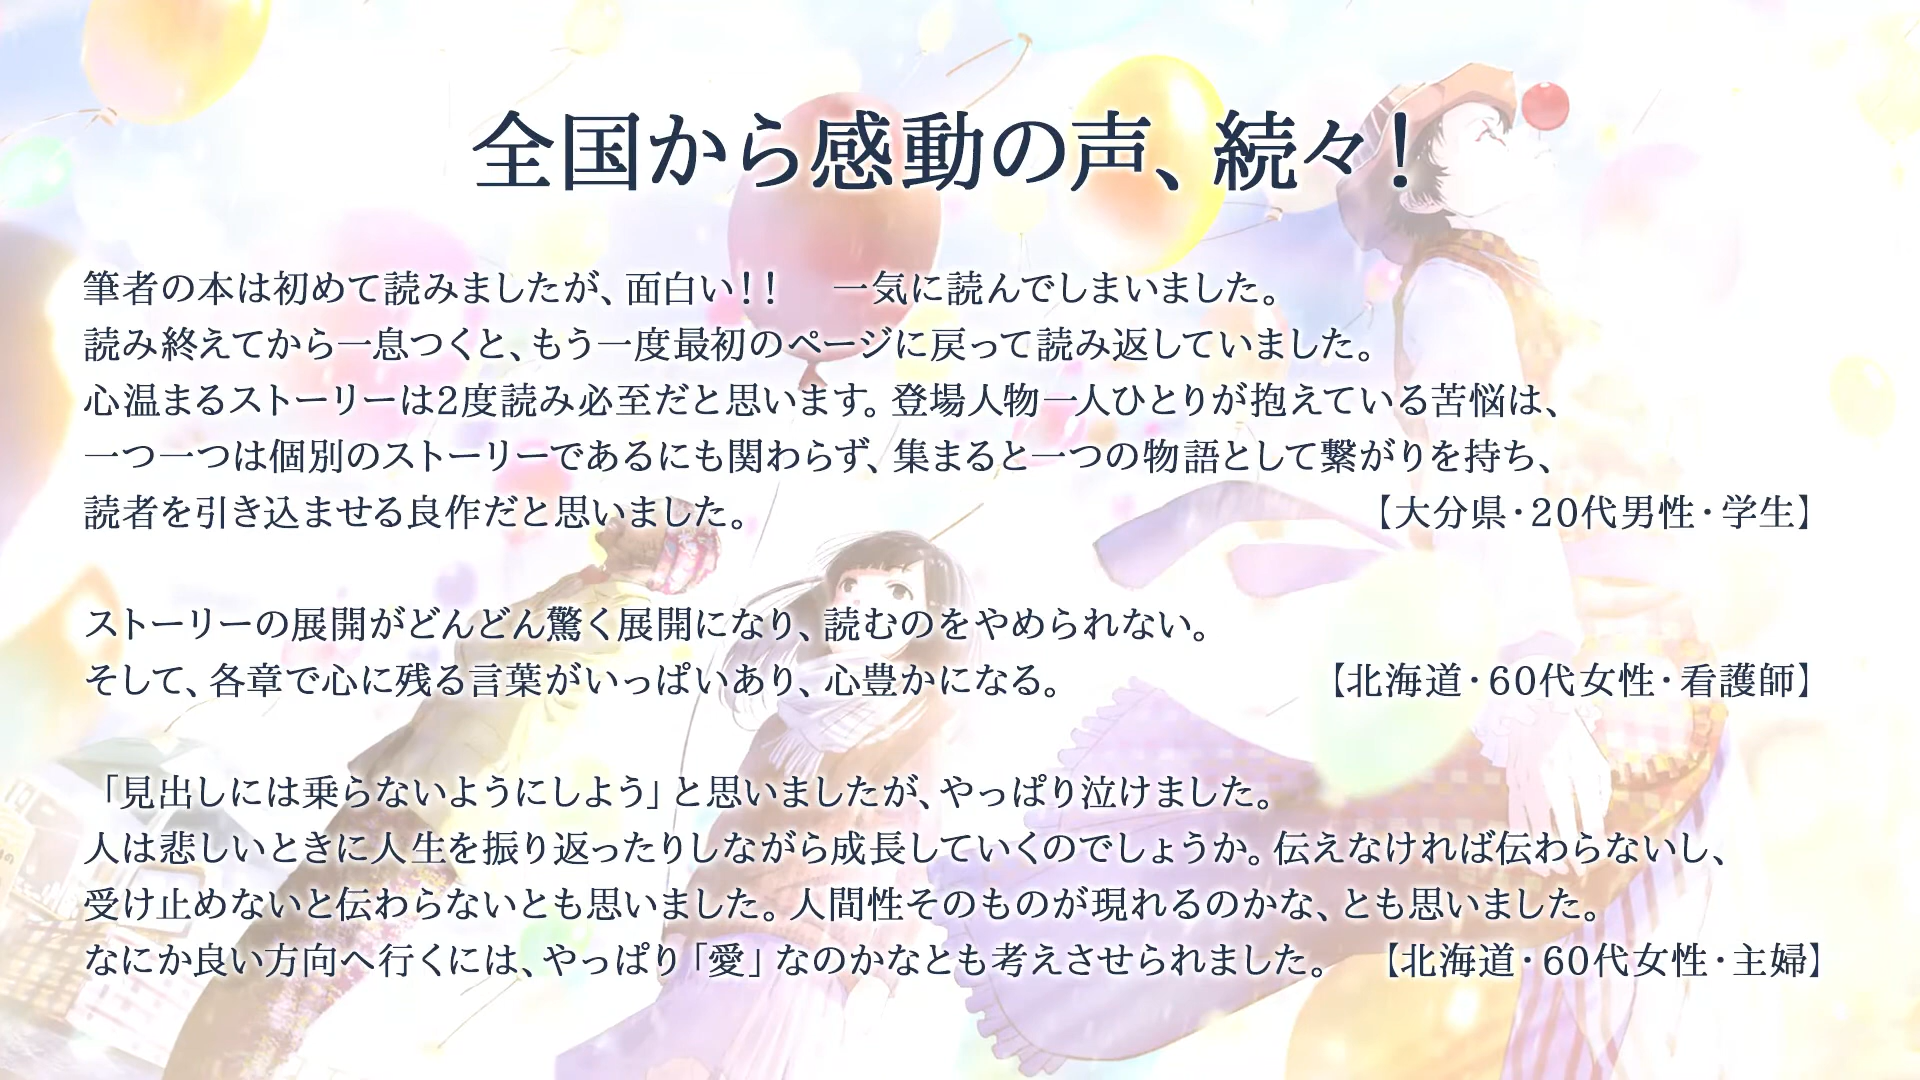 全国から感動の声、続々！
筆者の本は初めて読みましたが、面白い！！　一気に読んでしまいました。
読み終えてから一息つくと、もう一度最初のページに戻って読み返していました。
心温まるストーリーは2度読み必至だと思います。登場人物一人ひとりが抱えている苦悩は、
一つ一つは個別のストーリーであるにも関わらず、集まると一つの物語として繋がりを持ち、
読者を引き込ませる良作だと思いました。　【大分県・20代男性・学生】
ストーリーの展開がどんどん驚く展開になり、読むのをやめられない。
そして、各章で心に残る言葉がいっぱいあり、心豊かになる。　【北海道・60代女性・看護師】
「見出しには乗らないようにしよう」と思いましたが、やっぱり泣けました。
人は悲しいときに人生を振り返ったりしながら成長していくのでしょうか。伝えなければ伝わらないし、
受け止めないと伝わらないとも思いました。人間性そのものが現れるのかな、とも思いました。
なにか良い方向へ行くには、やっぱり「愛」なのかなとも考えさせられました。　【北海道・60代女性・主婦】